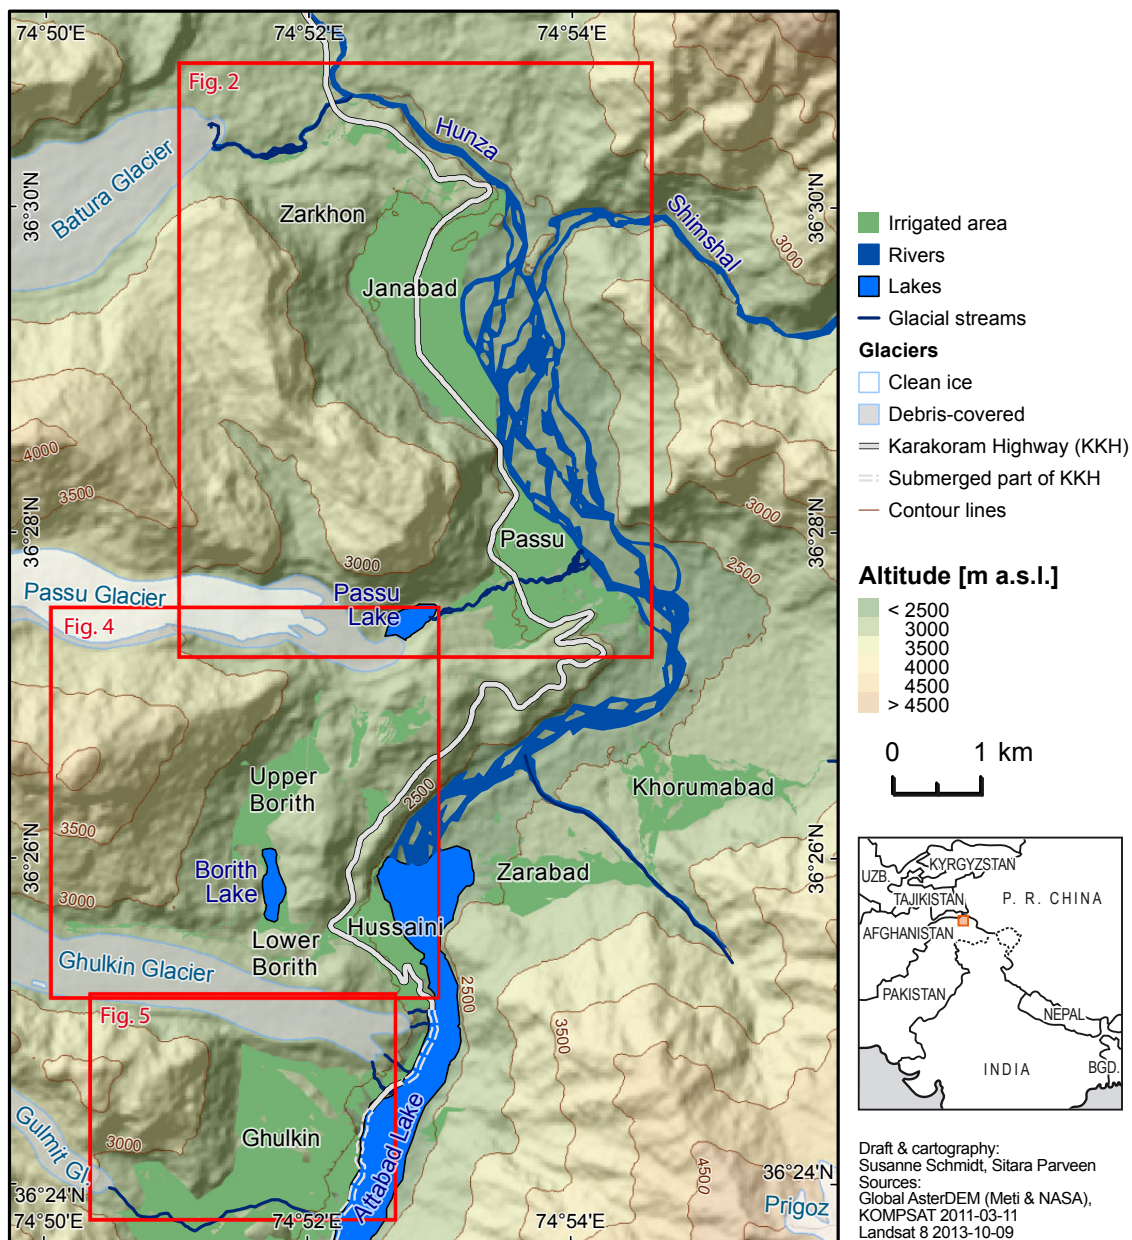 74°50'E
74°52'E
74°54'E
Fig. 2
Hunza
Batura Glacier
36°30'N
36°30'N
Zarkhon
Shimshal
3000
Janabad
4000
3500
3000
36°28'N
36°28'N
Passu
3000
2500
Passu Glacier
Passu
Lake
Fig. 4
Upper
Borith
2500
Khorumabad
3500
36°26'N
36°26'N
Borith
Lake
Zarabad
3000
Hussaini
Lower
Borith
Ghulkin Glacier
2500
Fig. 5
3500
Gulmit Gl.
3000
Ghulkin
Attabad Lake
4500
36°24'N
36°24'N
Prigoz
74°50'E
74°52'E
74°54'E
Irrigated area
Rivers
Lakes
Glacial streams
Glaciers
Clean ice
Debris-covered
Karakoram Highway (KKH)
Submerged part of KKH
Contour lines
Altitude [m a.s.l.]
< 2500
3000
3500
4000
4500
> 4500
0 1 km
KYRGYZSTAN
UZB.
TAJIKISTAN
P. R. CHINA
AFGHANISTAN
PAKISTAN
NEPAL
INDIA
BGD.
Draft & cartography:
Susanne Schmidt, Sitara Parveen
Sources:
Global AsterDEM (Meti & NASA),
KOMPSAT 2011-03-11
Landsat 8 2013-10-09